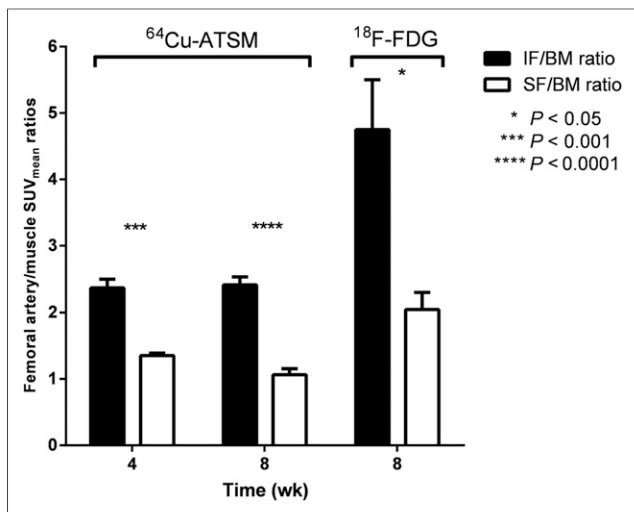 ⁶⁴Cu-ATSM
¹⁸F-FDG
IF/BM ratio
SF/BM ratio
* P < 0.05
*** P < 0.001
**** P < 0.0001
Femoral artery/muscle SUVmean ratios
6
5
4
3
2
1
0
***
****
*
4
8
8
Time (wk)